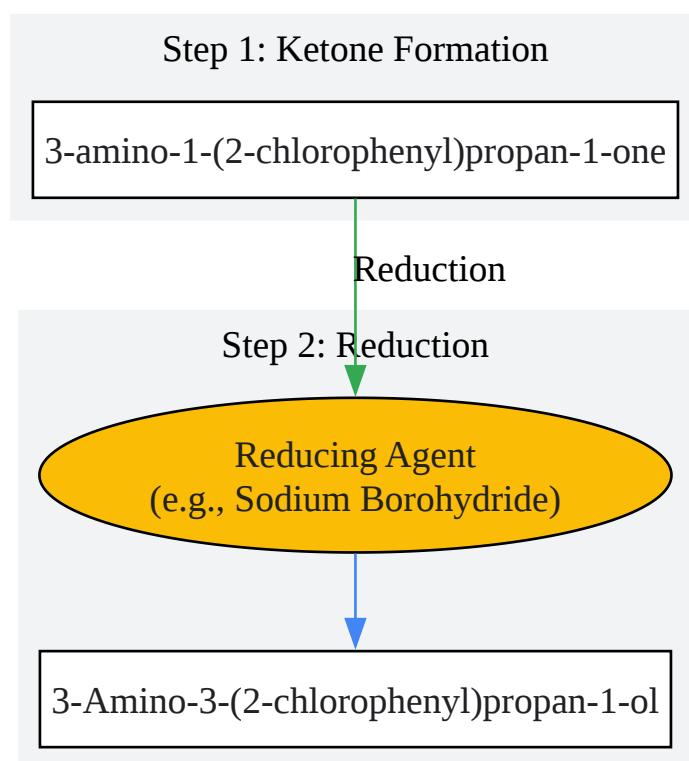 Step 1: Ketone Formation
3-amino-1-(2-chlorophenyl)propan-1-one
Reduction
Step 2: Reduction
Reducing Agent
(e.g., Sodium Borohydride)
3-Amino-3-(2-chlorophenyl)propan-1-ol